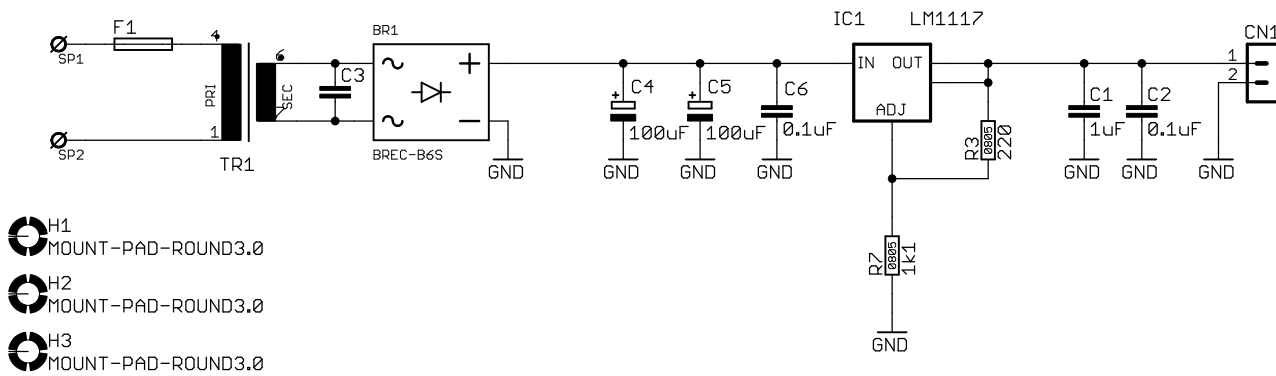 F1
SP1
SP2
4
1
PRI
6
SEC
TR1
C3
BR1
BREC-B6S
GND
C4
100uF
GND
C5
100uF
GND
C6
0.1uF
GND
IC1 LM1117
IN OUT
ADJ
R3
0805
220
R7
0805
1k1
GND
C1
1uF
GND
C2
0.1uF
GND
CN1
1
2
GND
H1
MOUNT-PAD-ROUND3.0
H2
MOUNT-PAD-ROUND3.0
H3
MOUNT-PAD-ROUND3.0